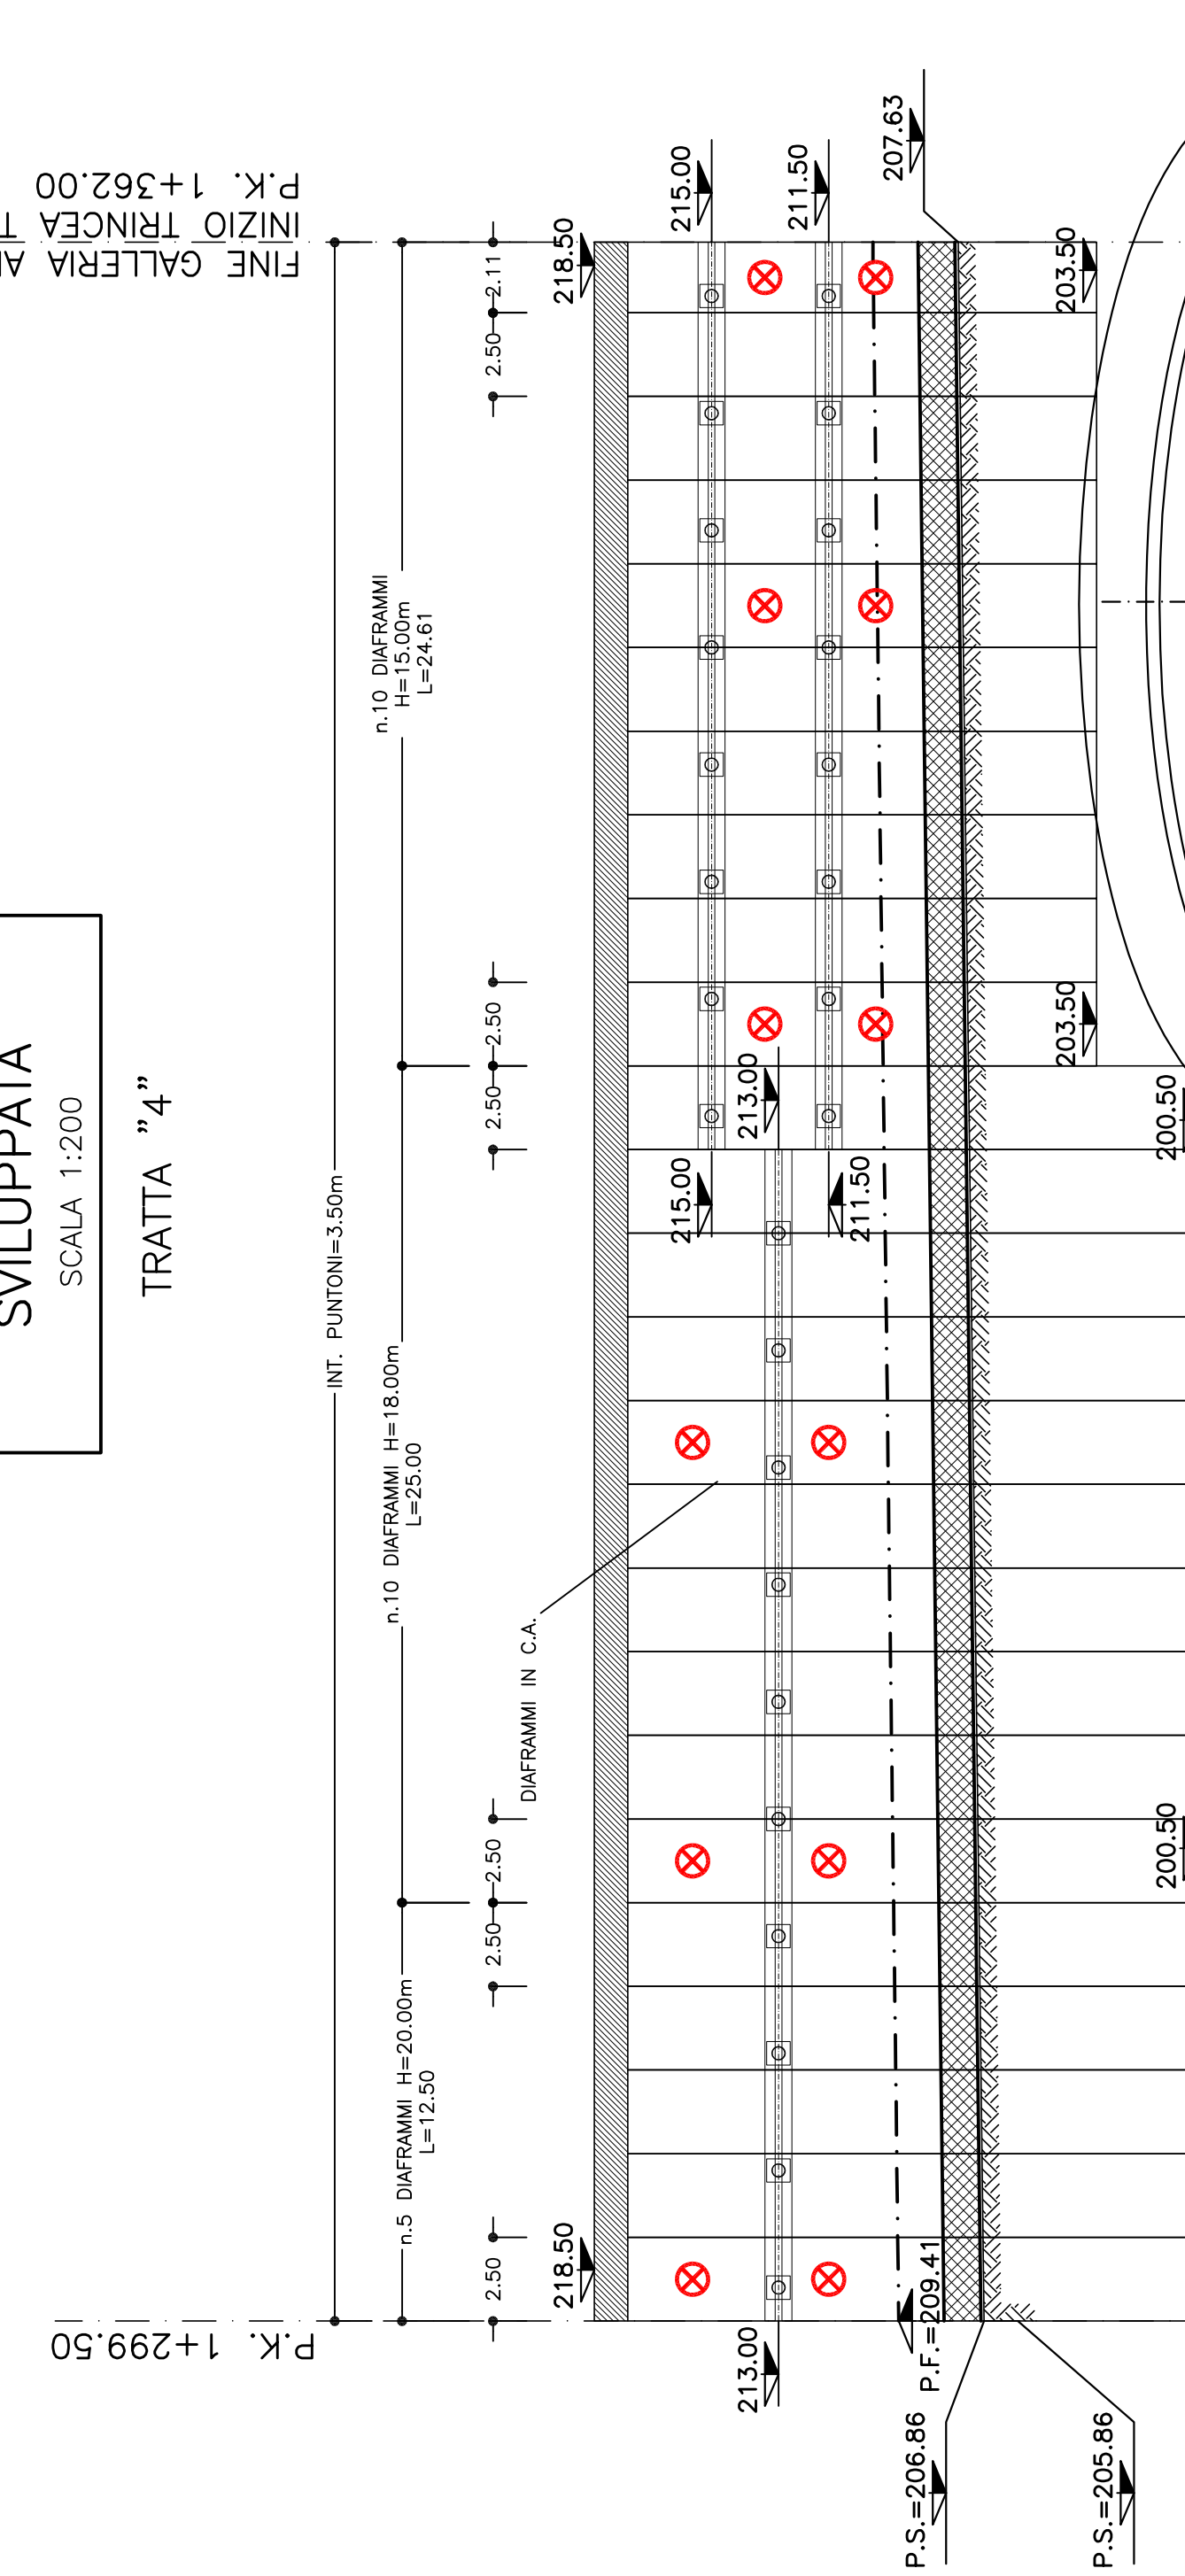 SVILUPPATA
SCALA 1:200
TRATTA "4"
P.K. 1+299.50
FINE GALLERIA
INIZIO TRINCEA
P.K. 1+362.00
INT. PUNTONI=3.50m
n.5 DIAFRAMMI H=20.00m
L=12.50
n.10 DIAFRAMMI H=18.00m
L=25.00
n.10 DIAFRAMMI
H=15.00m
L=24.61
2.50
2.50
2.50
2.50
2.50
2.50
2.11
DIAFRAMMI IN C.A.
218.50
218.50
215.00
215.00
213.00
213.00
211.50
211.50
P.F.=209.41
207.63
P.S.=206.86
P.S.=205.86
203.50
203.50
200.50
200.50